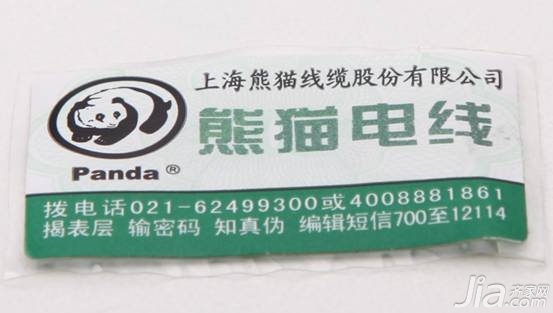 上海熊猫线缆股份有限公司
熊猫电线
Panda ®
拨电话021-62499300或4008881861
揭表层 输密码 知真伪 编辑短信700至12114
Jia 齐家网
.com